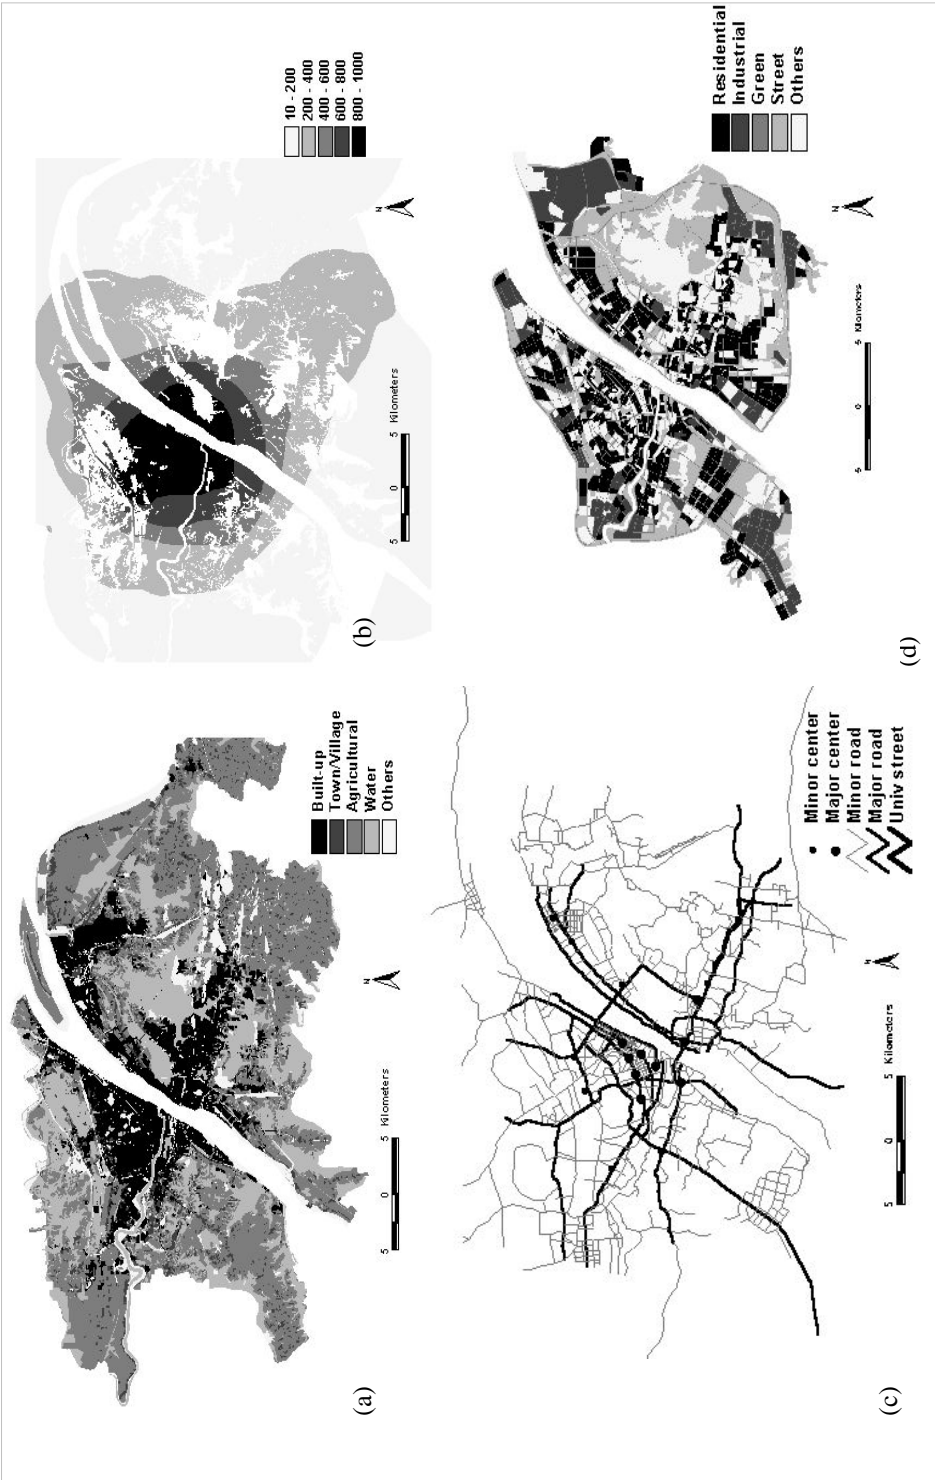 Built-up
Town/Village
Agricultural
Water
Others
N
5 0 5 Kilometers
(a)
10 - 200
200 - 400
400 - 600
600 - 800
800 - 1000
N
5 0 5 Kilometers
(b)
Minor center
Major center
Minor road
Major road
Univ street
N
5 0 5 Kilometers
(c)
Residential
Industrial
Green
Street
Others
N
5 0 5 Kilometers
(d)